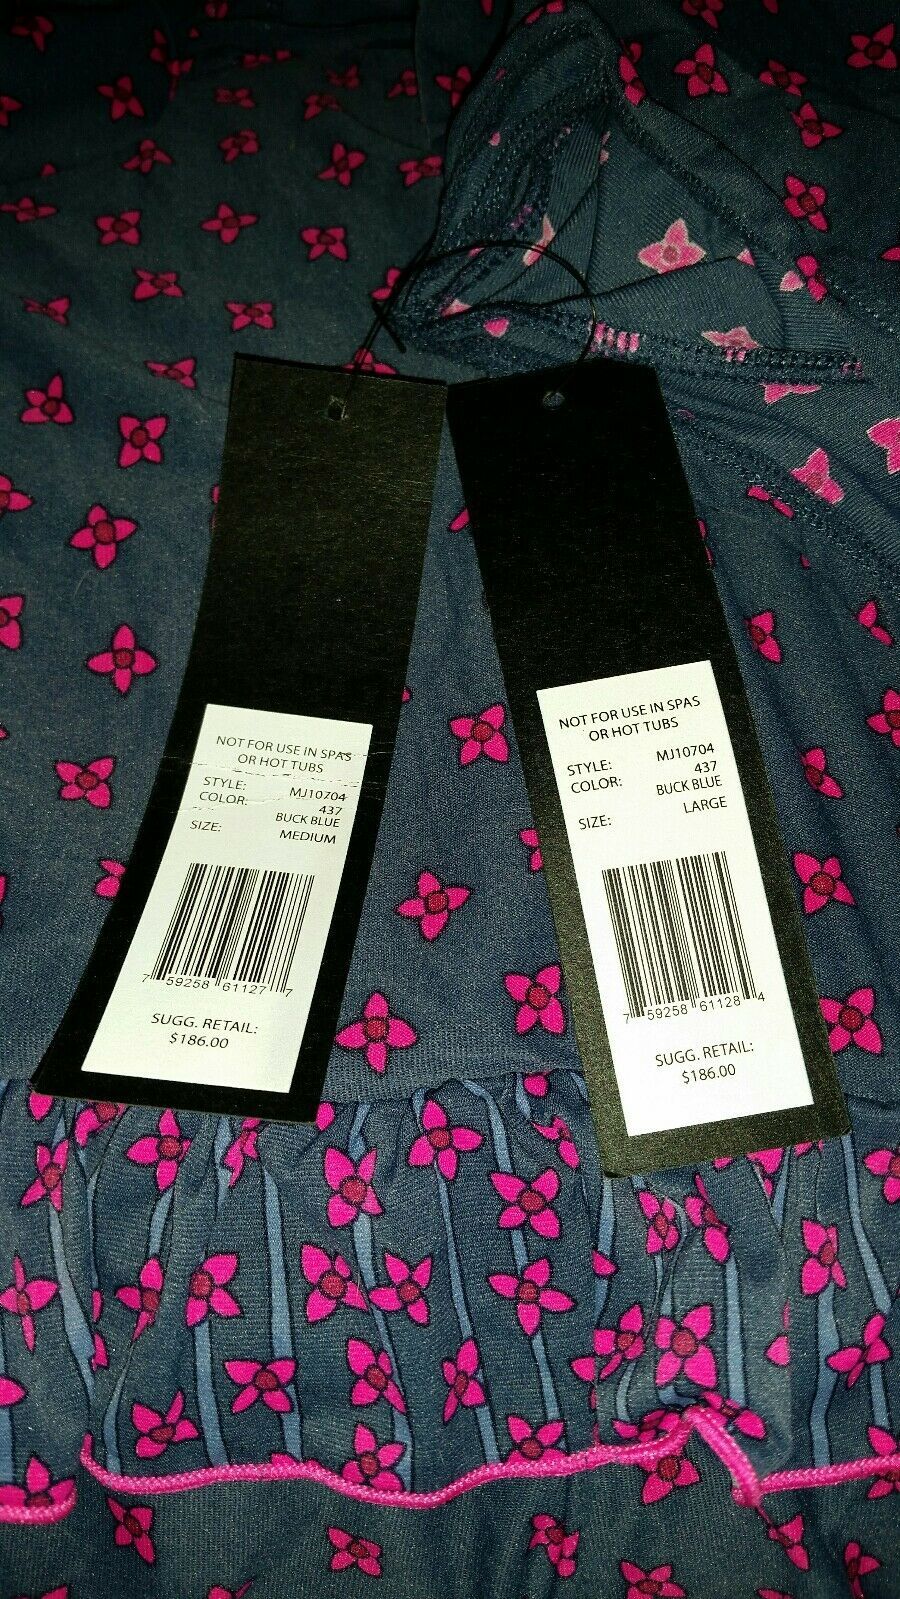 NOT FOR USE IN SPAS
OR HOT TUBS
STYLE: MJ10704
COLOR: 437
BUCK BLUE
SIZE: MEDIUM
7 59258 61127 7
SUGG. RETAIL:
$186.00
NOT FOR USE IN SPAS
OR HOT TUBS
STYLE: MJ10704
COLOR: 437
BUCK BLUE
SIZE: LARGE
7 59258 61128 4
SUGG. RETAIL:
$186.00